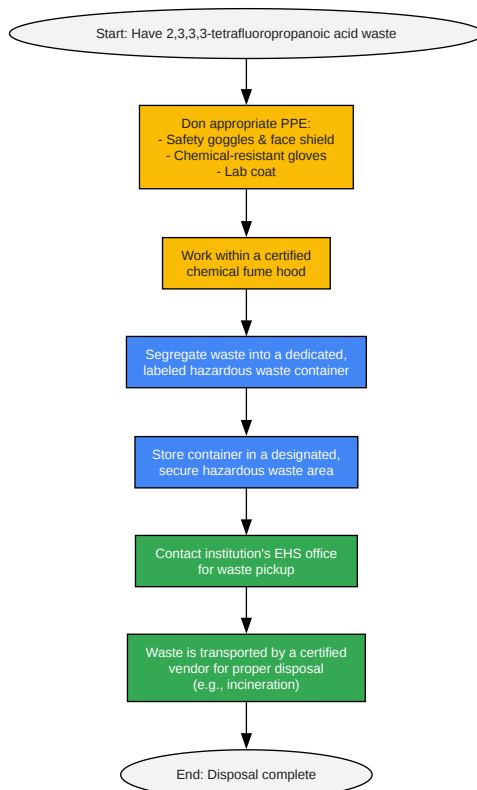 Start: Have 2,3,3,3-tetrafluoropropanoic acid waste
Don appropriate PPE:
- Safety goggles & face shield
- Chemical-resistant gloves
- Lab coat
Work within a certified
chemical fume hood
Segregate waste into a dedicated,
labeled hazardous waste container
Store container in a designated,
secure hazardous waste area
Contact institution's EHS office
for waste pickup
Waste is transported by a certified
vendor for proper disposal
(e.g., incineration)
End: Disposal complete